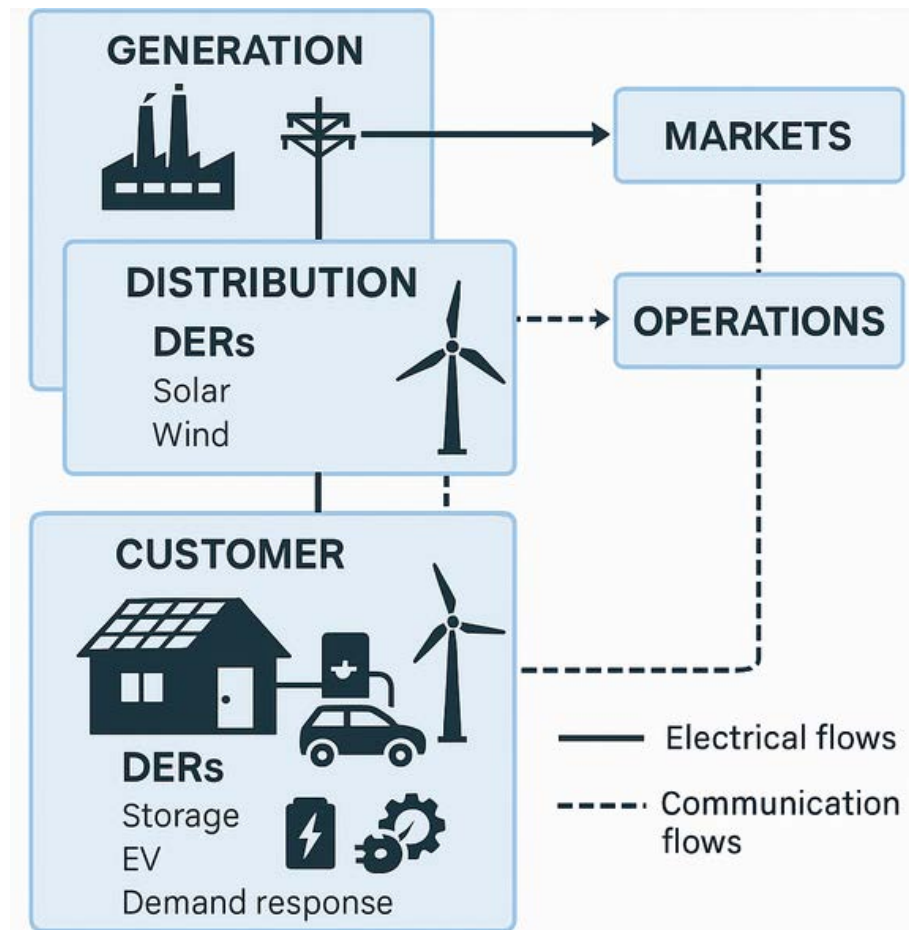 GENERATION
MARKETS
DISTRIBUTION
DERs
Solar
Wind
OPERATIONS
CUSTOMER
DERs
Storage
EV
Demand response
Electrical flows
Communication
flows